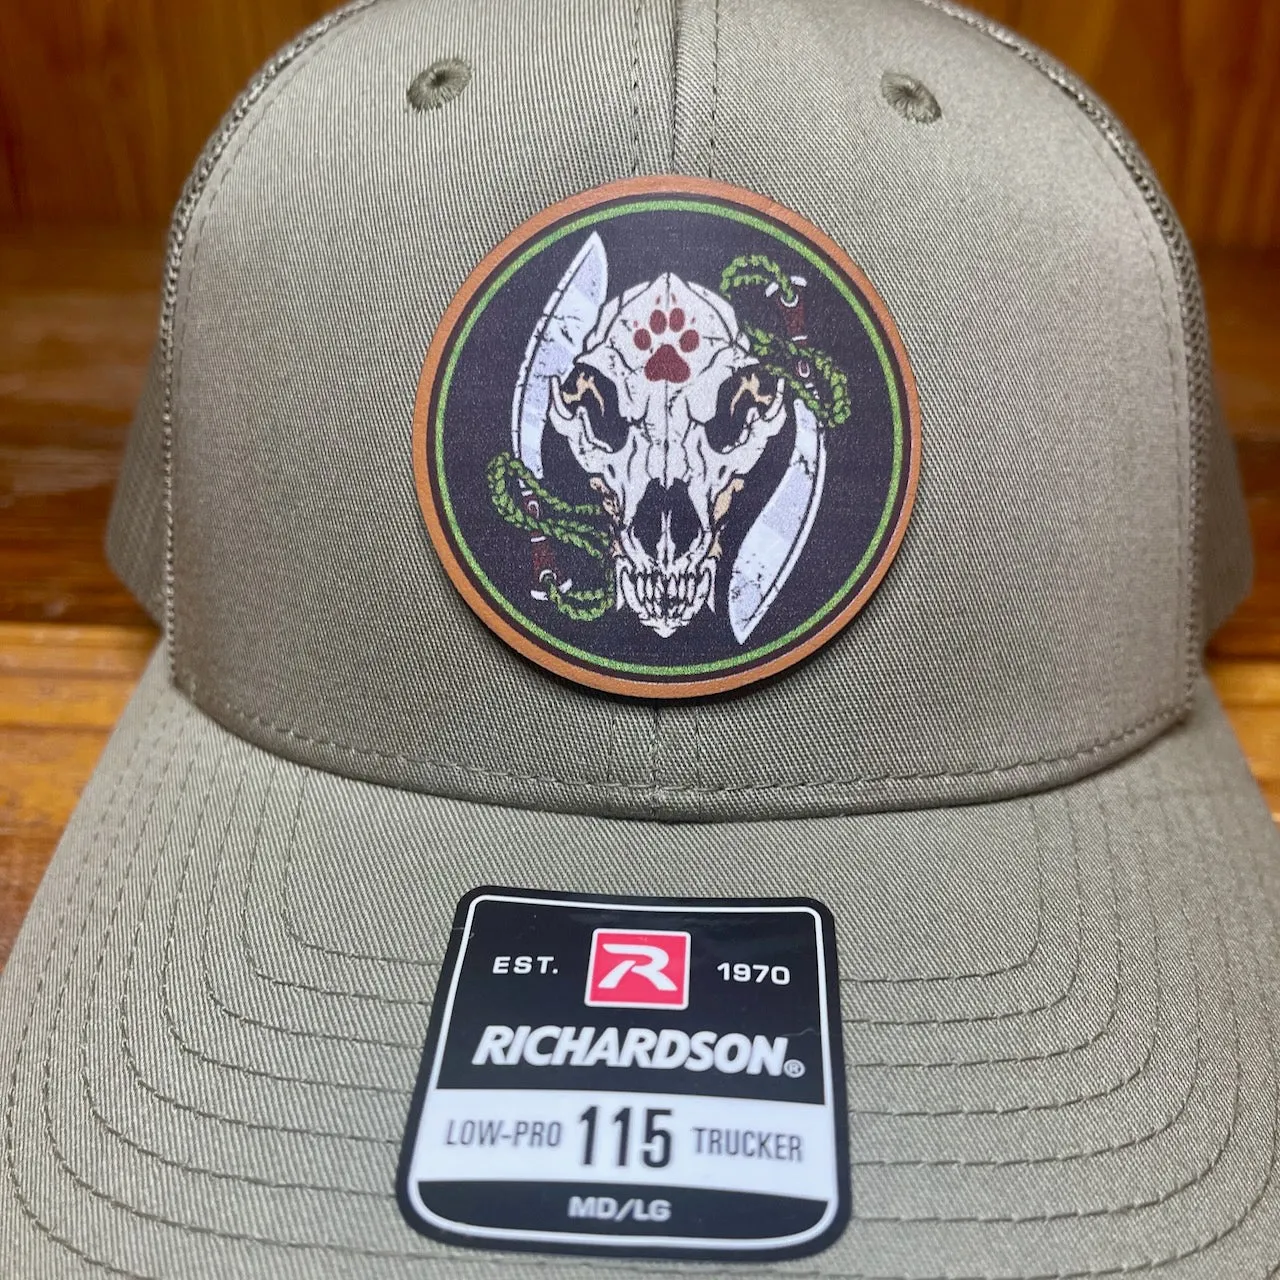 EST. R 1970
RICHARDSON®
LOW-PRO 115 TRUCKER
MD/LG